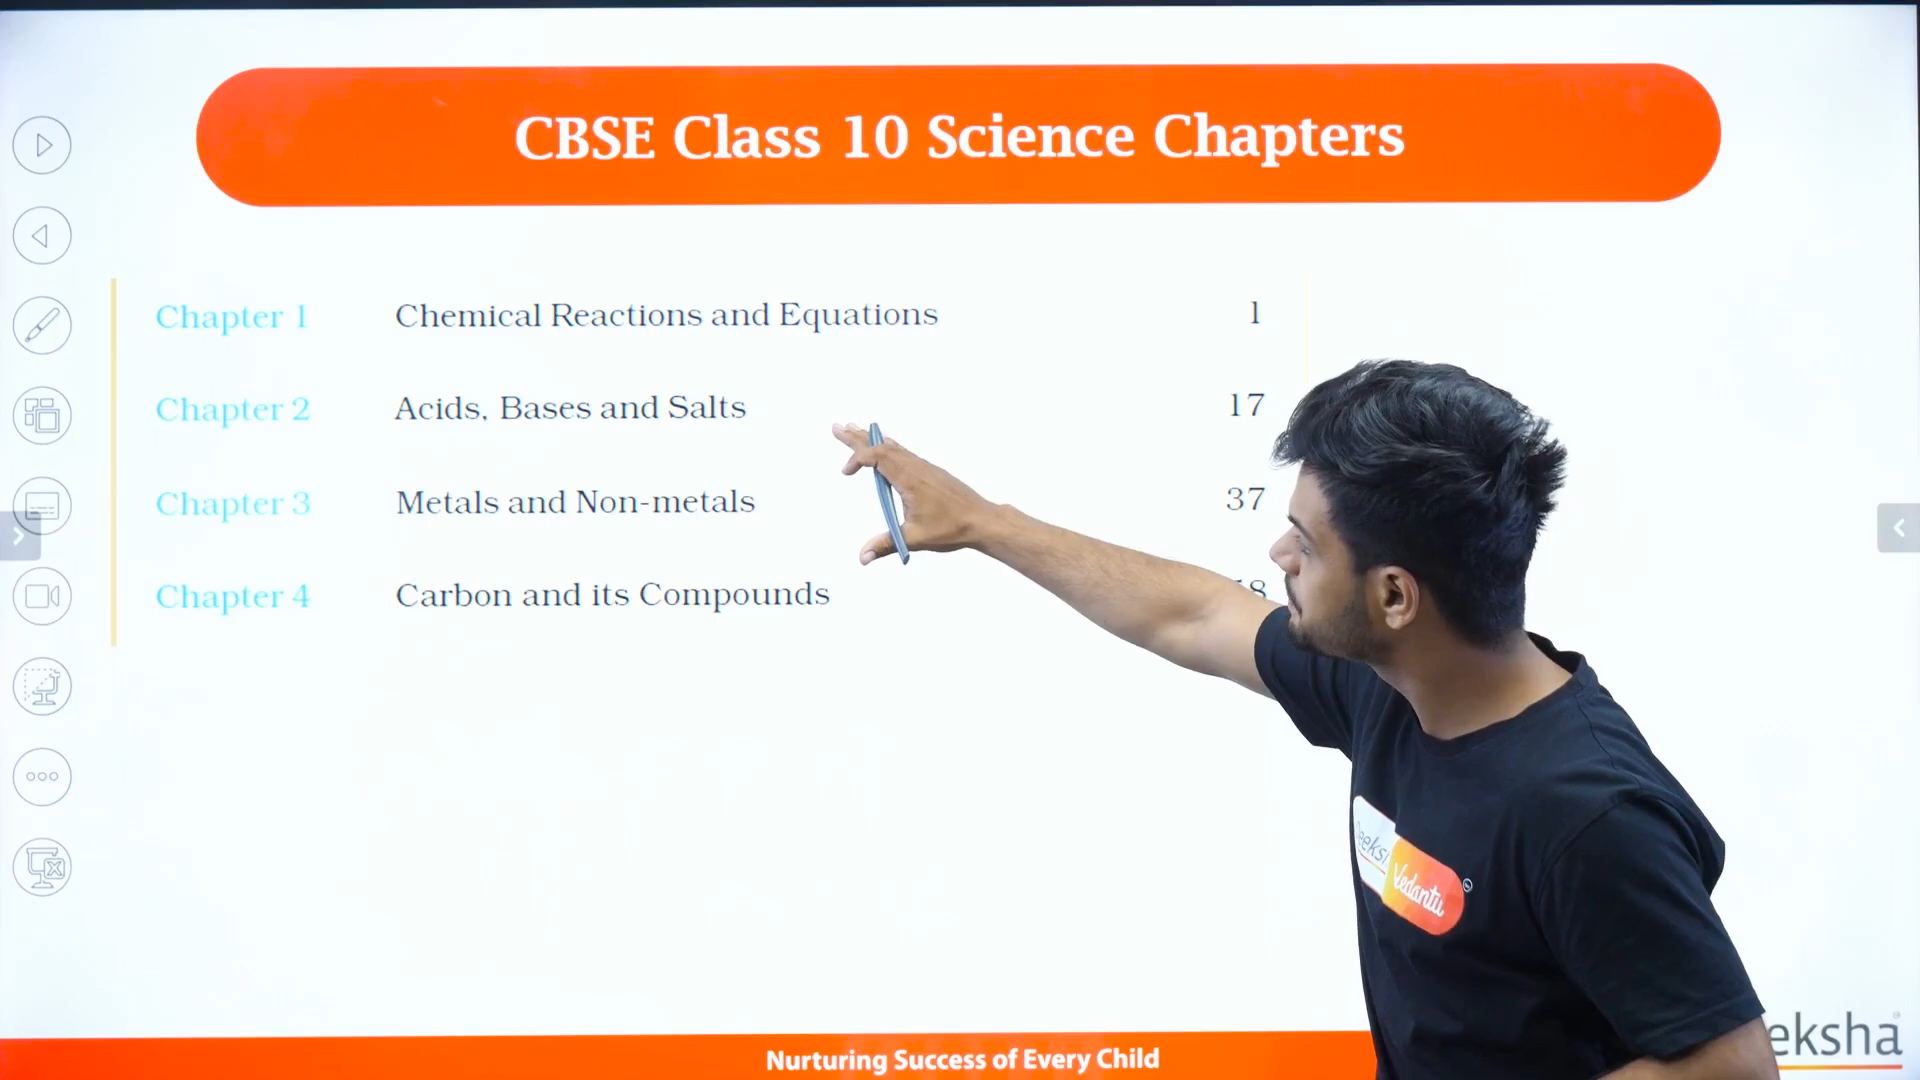 CBSE Class 10 Science Chapters
Chapter 1 Chemical Reactions and Equations 1
Chapter 2 Acids, Bases and Salts 17
Chapter 3 Metals and Non-metals 37
Chapter 4 Carbon and its Compounds 58
Vedantu
Nurturing Success of Every Child
eksha